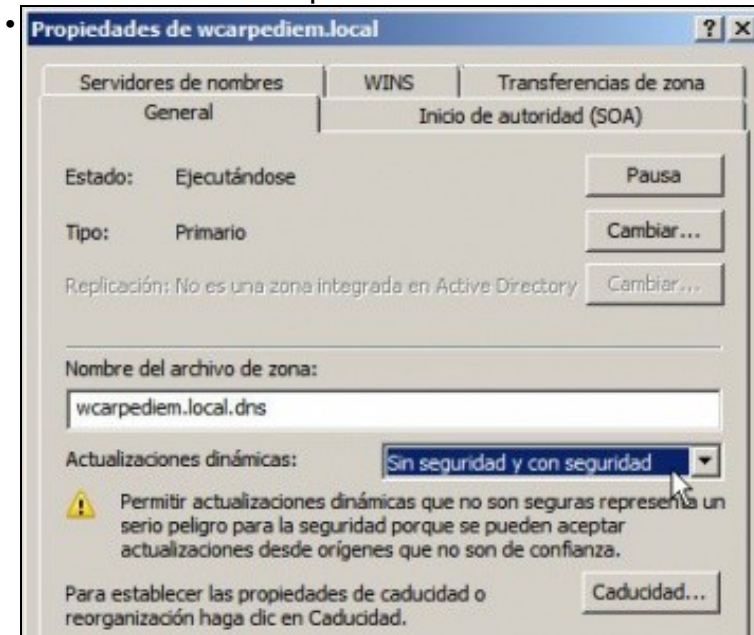 Propiedades de wcarpediem.local
Servidores de nombres WINS Transferencias de zona
General Inicio de autoridad (SOA)
Estado: Ejecutándose Pausa
Tipo: Primario Cambiar...
Replicación: No es una zona integrada en Active Directory Cambiar...
Nombre del archivo de zona:
wcarpediem.local.dns
Actualizaciones dinámicas: Sin seguridad y con seguridad
Permitir actualizaciones dinámicas que no son seguras representa un
serio peligro para la seguridad porque se pueden aceptar
actualizaciones desde orígenes que no son de confianza.
Para establecer las propiedades de caducidad o Caducidad...
reorganización haga clic en Caducidad.